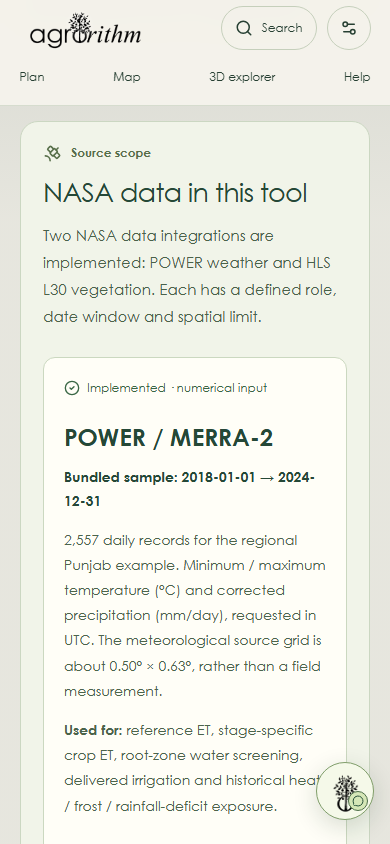 agrorithm
Search
Plan Map 3D explorer Help
Source scope
NASA data in this tool
Two NASA data integrations are
implemented: POWER weather and HLS
L30 vegetation. Each has a defined role,
date window and spatial limit.
Implemented · numerical input
POWER / MERRA-2
Bundled sample: 2018-01-01 → 2024-
12-31
2,557 daily records for the regional
Punjab example. Minimum / maximum
temperature (°C) and corrected
precipitation (mm/day), requested in
UTC. The meteorological source grid is
about 0.50° × 0.63°, rather than a field
measurement.
Used for: reference ET, stage-specific
crop ET, root-zone water screening,
delivered irrigation and historical heat
/ frost / rainfall-deficit exposure.